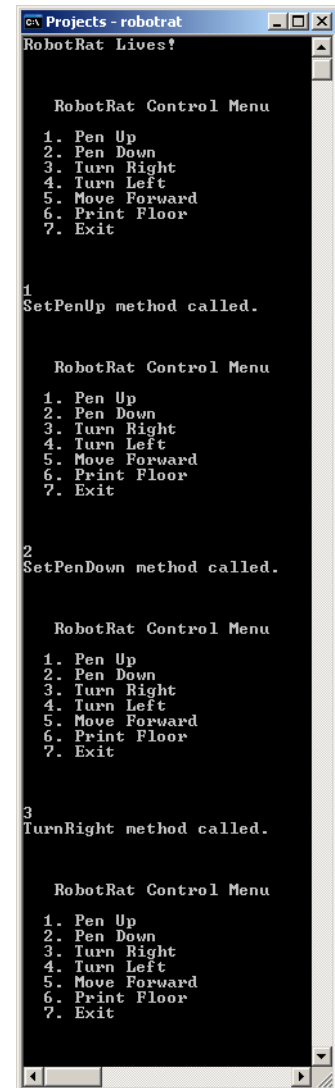 Projects - robotrat
RobotRat Lives!
RobotRat Control Menu
1. Pen Up
2. Pen Down
3. Turn Right
4. Turn Left
5. Move Forward
6. Print Floor
7. Exit
1
SetPenUp method called.
RobotRat Control Menu
1. Pen Up
2. Pen Down
3. Turn Right
4. Turn Left
5. Move Forward
6. Print Floor
7. Exit
2
SetPenDown method called.
RobotRat Control Menu
1. Pen Up
2. Pen Down
3. Turn Right
4. Turn Left
5. Move Forward
6. Print Floor
7. Exit
3
TurnRight method called.
RobotRat Control Menu
1. Pen Up
2. Pen Down
3. Turn Right
4. Turn Left
5. Move Forward
6. Print Floor
7. Exit